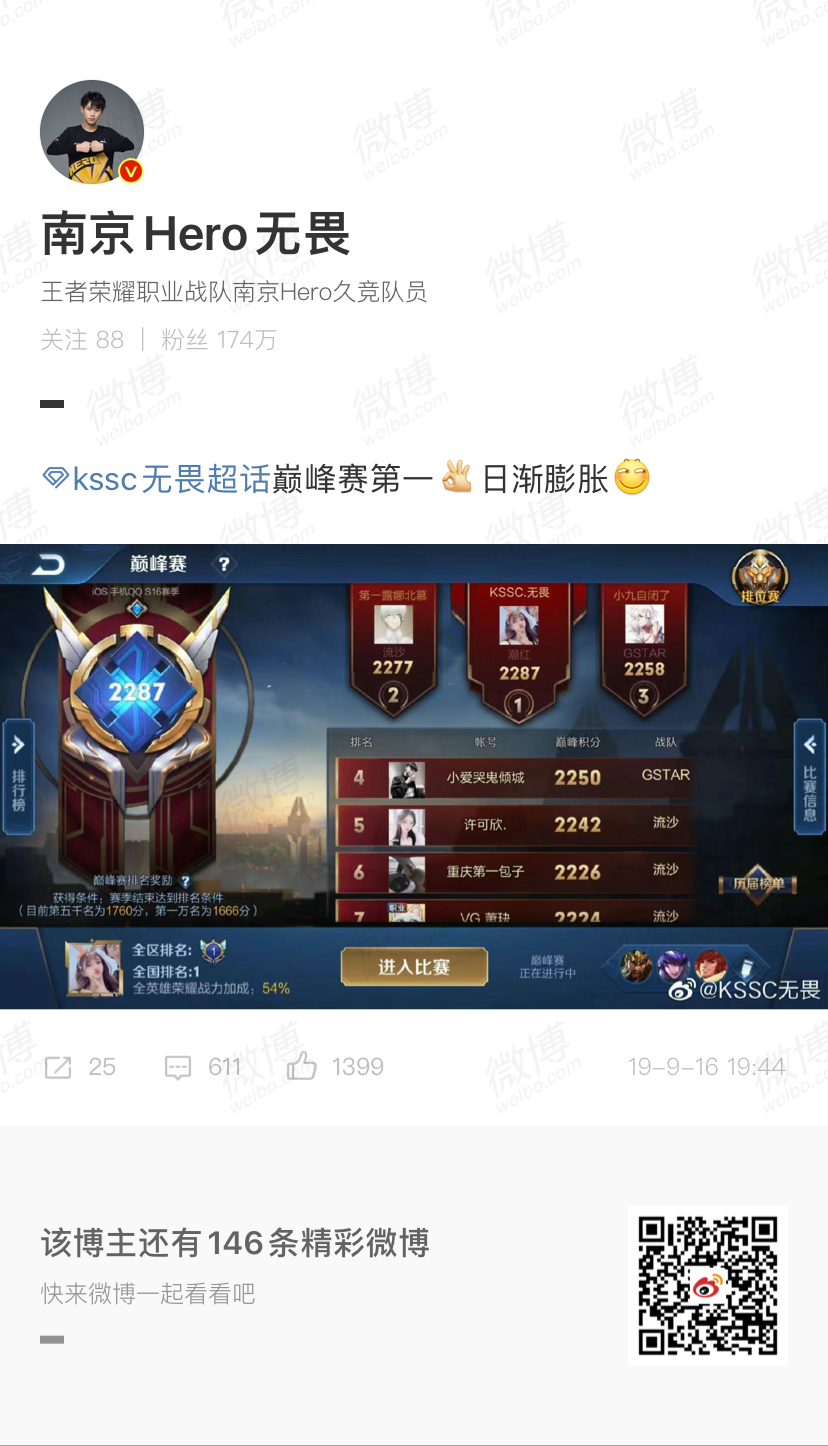 南京Hero无畏
王者荣耀职业战队南京Hero久竞队员
关注 88 | 粉丝 174万
kssc无畏超话巅峰赛第一👌日渐膨胀
巅峰赛 ?
排位赛
iOS 手机QQ S16赛季
2287
第一露娜北慕
流沙
2277
2
KSSC.无畏
潮红
2287
1
小九自闭了
GSTAR
2258
3
排行榜
比赛信息
排名 帐号 巅峰积分 战队
4 小爱哭鬼倾城 2250 GSTAR
5 许可欣. 2242 流沙
6 重庆第一包子 2226 流沙
7 职业 VG 萧玦 2224 流沙
历届榜单
巅峰赛排名奖励 ?
获得条件：赛季结束达到排名条件
（目前第五千名为1760分，第一万名为1666分）
全区排名： 1
全国排名:1
全英雄荣耀战力加成：54%
进入比赛
巅峰赛
正在进行中
@KSSC无畏
25 611 1399 19-9-16 19:44
该博主还有146条精彩微博
快来微博一起看看吧
微博
weibo.com